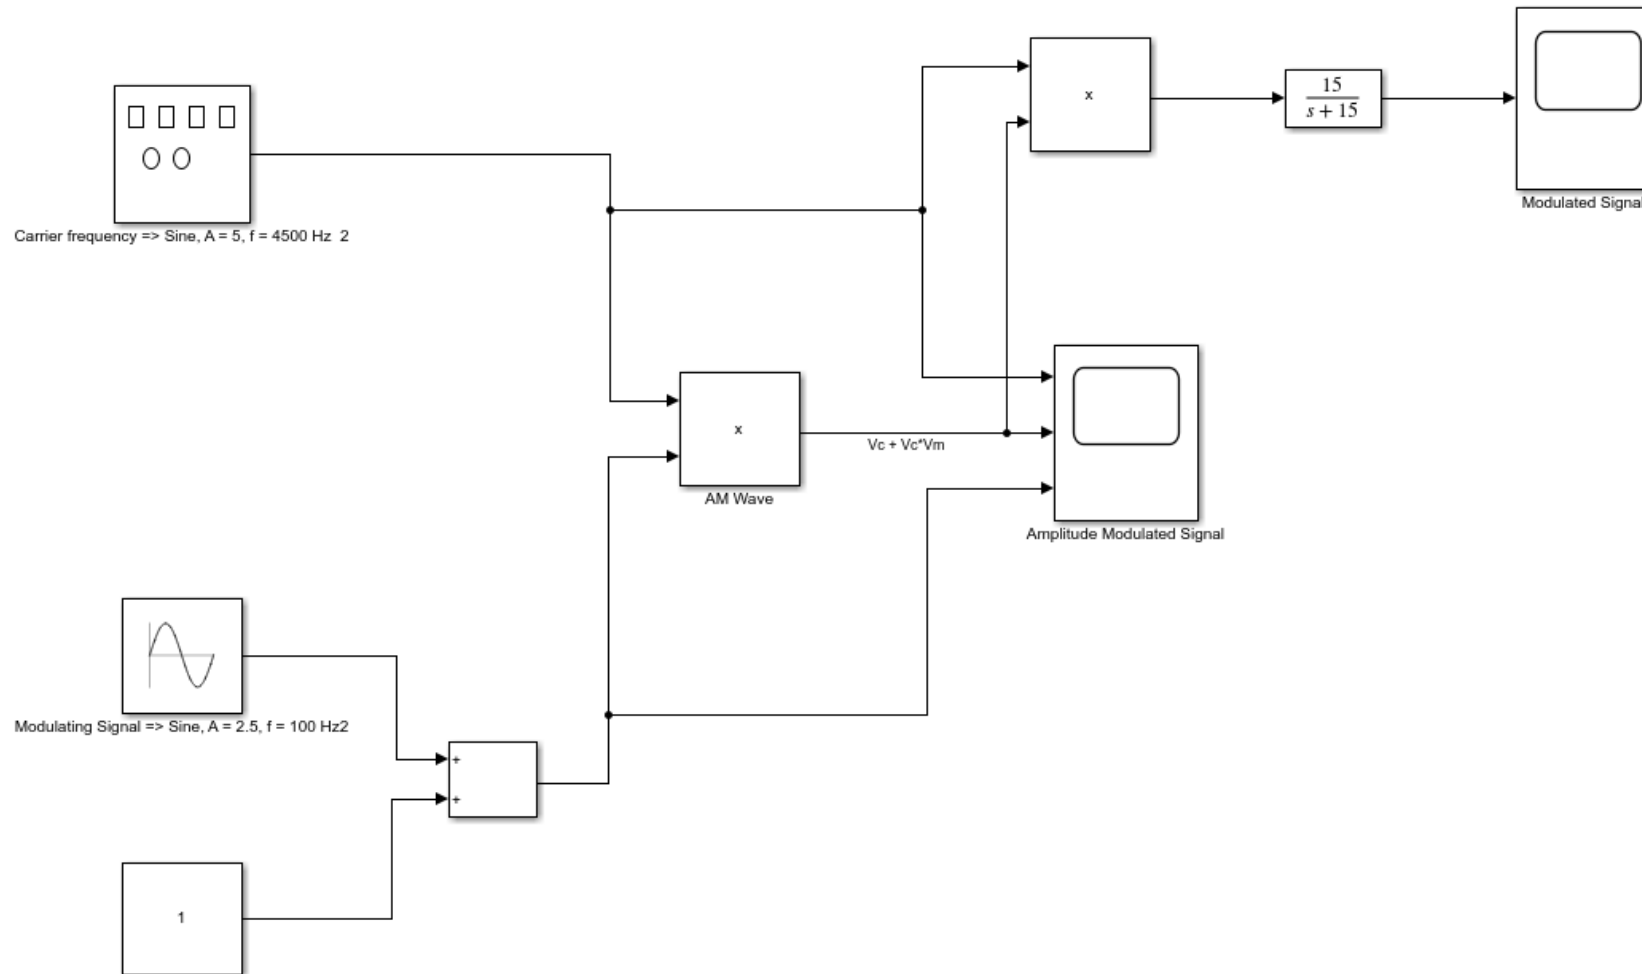 x
15
s + 15
Modulated Signal
Carrier frequency => Sine, A = 5, f = 4500 Hz  2
x
Vc + Vc*Vm
AM Wave
Amplitude Modulated Signal
Modulating Signal => Sine, A = 2.5, f = 100 Hz2
+
+
1